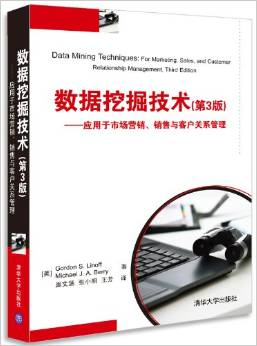 数据挖掘技术(第3版)
应用于市场营销、销售与客户关系管理
清华大学出版社
Data Mining Techniques: For Marketing, Sales, and Customer
Relationship Management, Third Edition
数据挖掘技术(第3版)
——应用于市场营销、销售与客户关系管理
[美] Gordon S. Linoff 著
Michael J. A. Berry
张小明 王芳 译
清华大学出版社